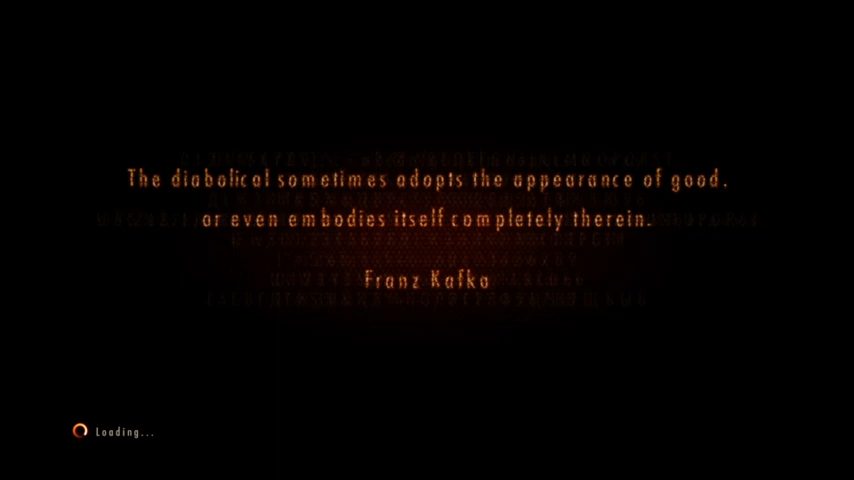 The diabolical sometimes adopts the appearance of good,
or even embodies itself completely therein.
Franz Kafka
Loading...